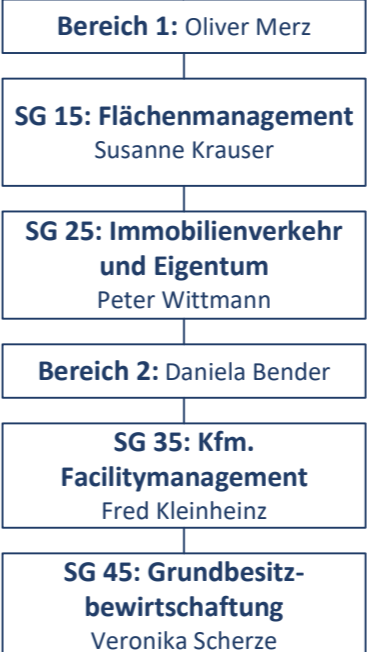 Bereich 1: Oliver Merz
SG 15: Flächenmanagement
Susanne Krauser
SG 25: Immobilienverkehr
und Eigentum
Peter Wittmann
Bereich 2: Daniela Bender
SG 35: Kfm.
Facilitymanagement
Fred Kleinheinz
SG 45: Grundbesitz-
bewirtschaftung
Veronika Scherze